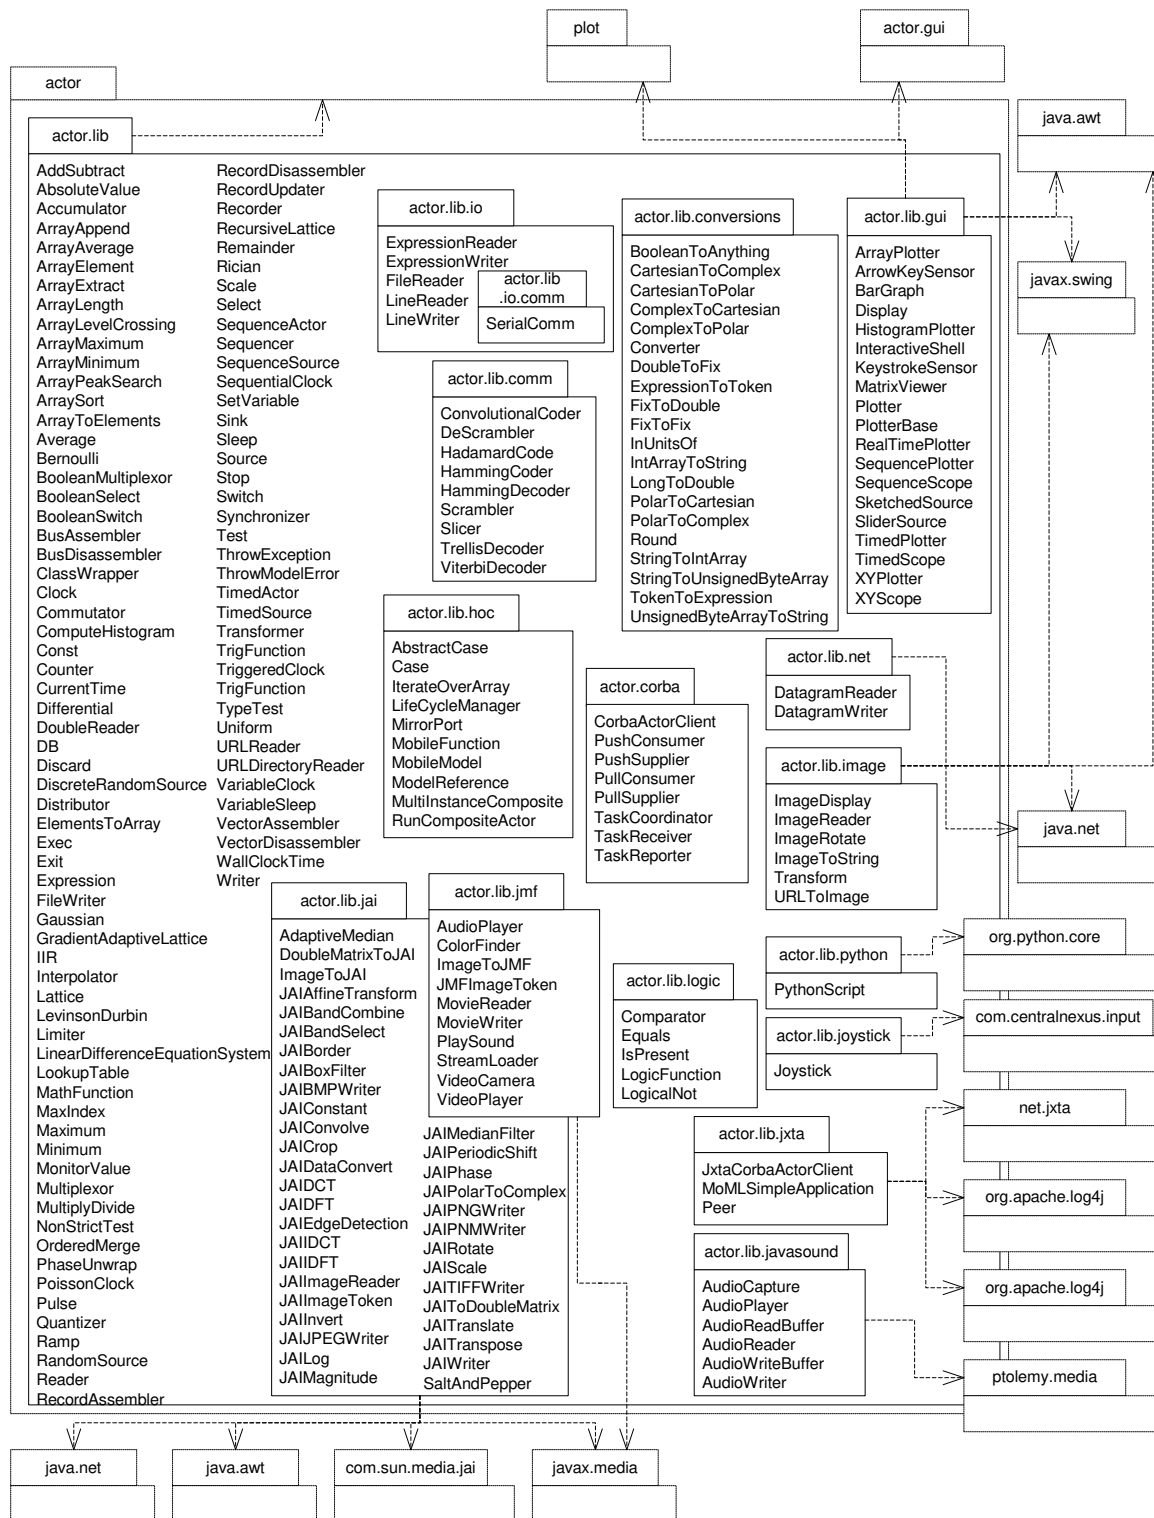 plot
actor.gui
actor
java.awt
actor.lib
AddSubtract
AbsoluteValue
Accumulator
ArrayAppend
ArrayAverage
ArrayElement
ArrayExtract
ArrayLength
ArrayLevelCrossing
ArrayMaximum
ArrayMinimum
ArrayPeakSearch
ArraySort
ArrayToElements
Average
Bernoulli
BooleanMultiplexor
BooleanSelect
BooleanSwitch
BusAssembler
BusDisassembler
ClassWrapper
Clock
Commutator
ComputeHistogram
Const
Counter
CurrentTime
Differential
DoubleReader
DB
Discard
DiscreteRandomSource
Distributor
ElementsToArray
Exec
Exit
Expression
FileWriter
Gaussian
GradientAdaptiveLattice
IIR
Interpolator
Lattice
LevinsonDurbin
Limiter
LinearDifferenceEquationSystem
LookupTable
MathFunction
MaxIndex
Maximum
Minimum
MonitorValue
Multiplexor
MultiplyDivide
NonStrictTest
OrderedMerge
PhaseUnwrap
PoissonClock
Pulse
Quantizer
Ramp
RandomSource
Reader
RecordAssembler
RecordDisassembler
RecordUpdater
Recorder
RecursiveLattice
Remainder
Rician
Scale
Select
SequenceActor
Sequencer
SequenceSource
SequentialClock
SetVariable
Sink
Sleep
Source
Stop
Switch
Synchronizer
Test
ThrowException
ThrowModelError
TimedActor
TimedSource
Transformer
TrigFunction
TriggeredClock
TrigFunction
TypeTest
Uniform
URLReader
URLDirectoryReader
VariableClock
VariableSleep
VectorAssembler
VectorDisassembler
WallClockTime
Writer
actor.lib.io
ExpressionReader
ExpressionWriter
FileReader
LineReader
LineWriter
actor.lib
.io.comm
SerialComm
actor.lib.comm
ConvolutionalCoder
DeScrambler
HadamardCode
HammingCoder
HammingDecoder
Scrambler
Slicer
TrellisDecoder
ViterbiDecoder
actor.lib.hoc
AbstractCase
Case
IterateOverArray
LifeCycleManager
MirrorPort
MobileFunction
MobileModel
ModelReference
MultiInstanceComposite
RunCompositeActor
actor.lib.conversions
BooleanToAnything
CartesianToComplex
CartesianToPolar
ComplexToCartesian
ComplexToPolar
Converter
DoubleToFix
ExpressionToToken
FixToDouble
FixToFix
InUnitsOf
IntArrayToString
LongToDouble
PolarToCartesian
PolarToComplex
Round
StringToIntArray
StringToUnsignedByteArray
TokenToExpression
UnsignedByteArrayToString
actor.lib.gui
ArrayPlotter
ArrowKeySensor
BarGraph
Display
HistogramPlotter
InteractiveShell
KeystrokeSensor
MatrixViewer
Plotter
PlotterBase
RealTimePlotter
SequencePlotter
SequenceScope
SketchedSource
SliderSource
TimedPlotter
TimedScope
XYPlotter
XYScope
javax.swing
actor.corba
CorbaActorClient
PushConsumer
PushSupplier
PullConsumer
PullSupplier
TaskCoordinator
TaskReceiver
TaskReporter
actor.lib.net
DatagramReader
DatagramWriter
actor.lib.image
ImageDisplay
ImageReader
ImageRotate
ImageToString
Transform
URLToImage
java.net
actor.lib.jai
AdaptiveMedian
DoubleMatrixToJAI
ImageToJAI
JAIAffineTransform
JAIBandCombine
JAIBandSelect
JAIBorder
JAIBoxFilter
JAIBMPWriter
JAIConstant
JAIConvolve
JAICrop
JAIDataConvert
JAIDCT
JAIDFT
JAIEdgeDetection
JAIIDCT
JAIIDFT
JAIImageReader
JAIImageToken
JAIInvert
JAIJPEGWriter
JAILog
JAIMagnitude
JAIMedianFilter
JAIPeriodicShift
JAIPhase
JAIPolarToComplex
JAIPNGWriter
JAIPNMWriter
JAIRotate
JAIScale
JAITIFFWriter
JAIToDoubleMatrix
JAITranslate
JAITranspose
JAIWriter
SaltAndPepper
actor.lib.jmf
AudioPlayer
ColorFinder
ImageToJMF
JMFImageToken
MovieReader
MovieWriter
PlaySound
StreamLoader
VideoCamera
VideoPlayer
actor.lib.logic
Comparator
Equals
IsPresent
LogicFunction
LogicalNot
actor.lib.python
PythonScript
org.python.core
actor.lib.joystick
Joystick
com.centralnexus.input
actor.lib.jxta
JxtaCorbaActorClient
MoMLSimpleApplication
Peer
net.jxta
org.apache.log4j
org.apache.log4j
actor.lib.javasound
AudioCapture
AudioPlayer
AudioReadBuffer
AudioReader
AudioWriteBuffer
AudioWriter
ptolemy.media
java.net
java.awt
com.sun.media.jai
javax.media